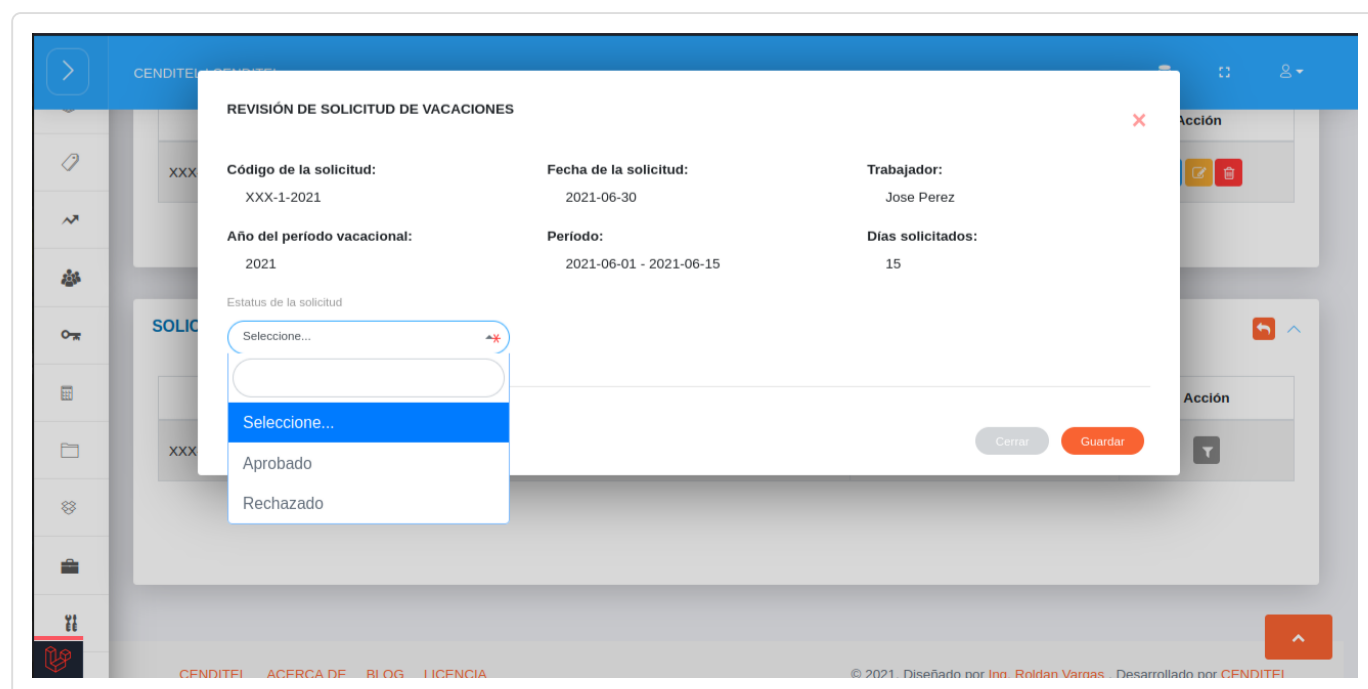 CENDITEL
REVISIÓN DE SOLICITUD DE VACACIONES
Acción
XXX
Código de la solicitud:
XXX-1-2021
Fecha de la solicitud:
2021-06-30
Trabajador:
Jose Perez
Año del período vacacional:
2021
Período:
2021-06-01 - 2021-06-15
Días solicitados:
15
Estatus de la solicitud
SOLIC
Seleccione...
Seleccione...
Aprobado
Rechazado
Acción
XXX
Cerrar Guardar
CENDITEL ACERCA DE BLOG LICENCIA
© 2021, Diseñado por Ing. Roldan Vargas . Desarrollado por CENDITEL